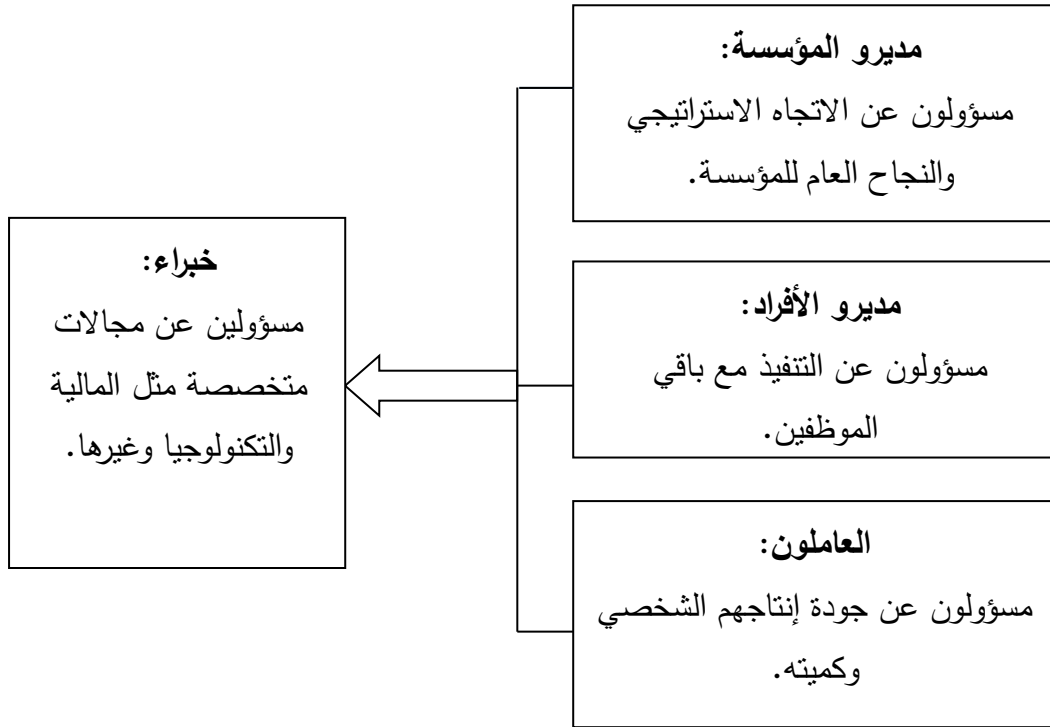 مديرو المؤسسة:
مسؤولون عن الاتجاه الاستراتيجي
والنجاح العام للمؤسسة.
مديرو الأفراد:
مسؤولون عن التنفيذ مع باقي
الموظفين.
العاملون:
مسؤولون عن جودة إنتاجهم الشخصي
وكميته.
خبراء:
مسؤولين عن مجالات
متخصصة مثل المالية
والتكنولوجيا وغيرها.